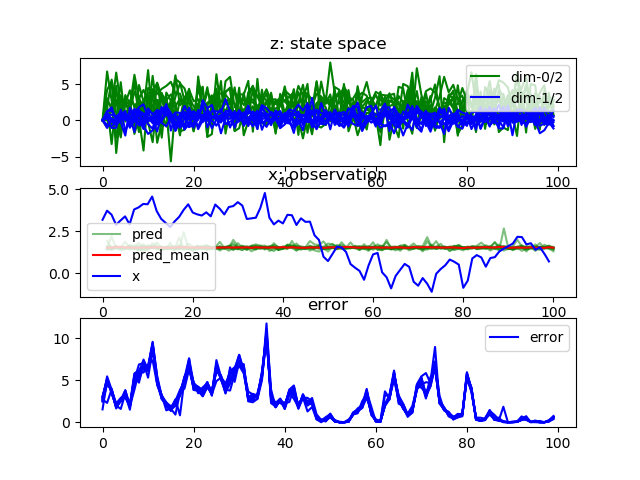 z: state space
5
0
−5
dim-0/2
dim-1/2
0 20 40 60 80 100
x: observation
5.0
2.5
0.0
pred
pred_mean
x
0 20 40 60 80 100
error
10
5
0
error
0 20 40 60 80 100